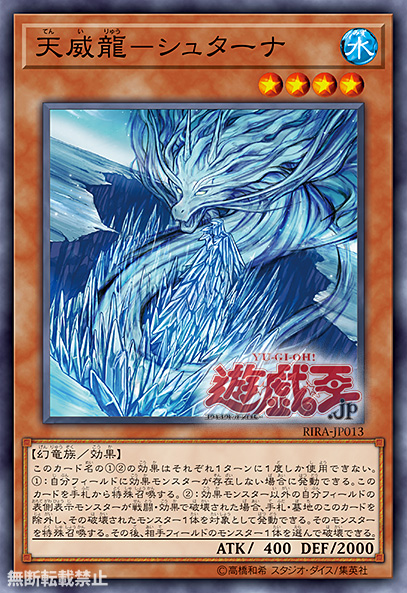 天威龍－シュターナ
てん い りゅう
水
YU-GI-OH!
遊戯王
.jp
RIRA-JP013
【幻竜族／効果】
このカード名の①②の効果はそれぞれ1ターンに1度しか使用できない。
①：自分フィールドに効果モンスターが存在しない場合に発動できる。この
カードを手札から特殊召喚する。②：効果モンスター以外の自分フィールドの
表側表示モンスターが戦闘・効果で破壊された場合、手札・墓地のこのカードを
除外し、その破壊されたモンスター1体を対象として発動できる。そのモンスター
を特殊召喚する。その後、相手フィールドのモンスター1体を選んで破壊できる。
ATK/ 400 DEF/2000
無断転載禁止
©高橋和希 スタジオ・ダイス/集英社